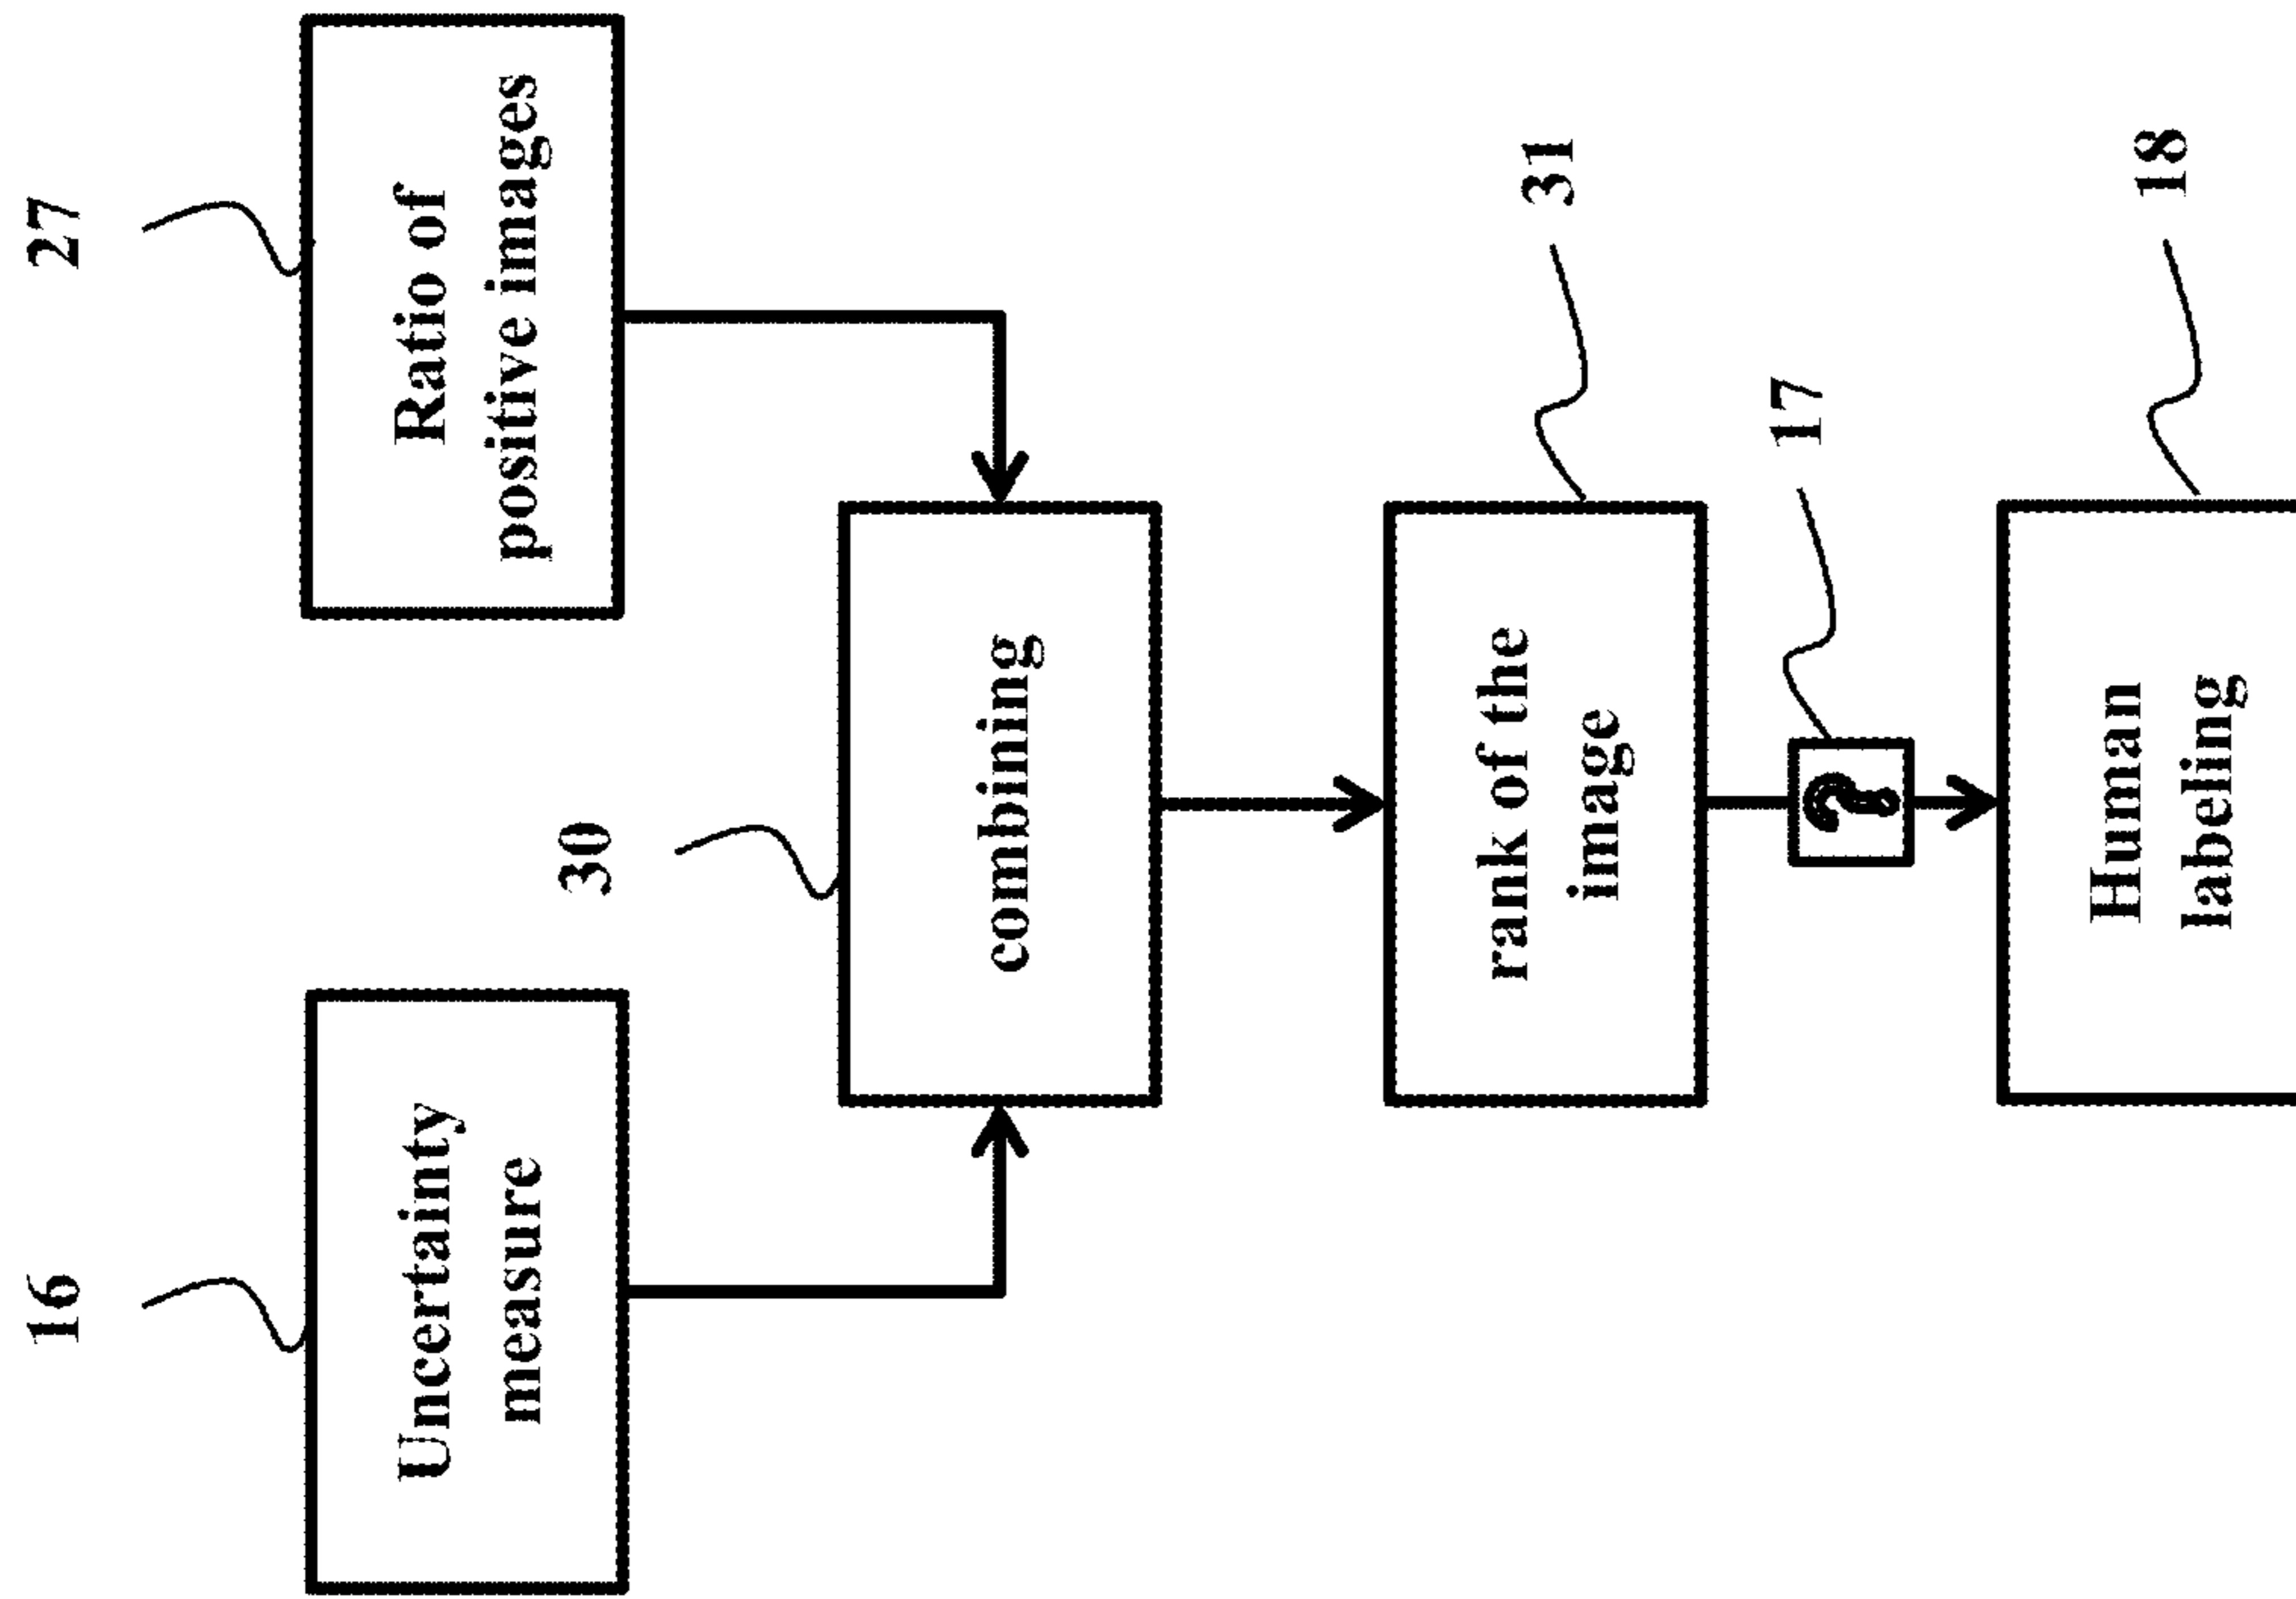 16
Uncertainty
measure
27
Ratio of
positive images
30
combining
31
rank of the
image
17
?
18
Human
labeling